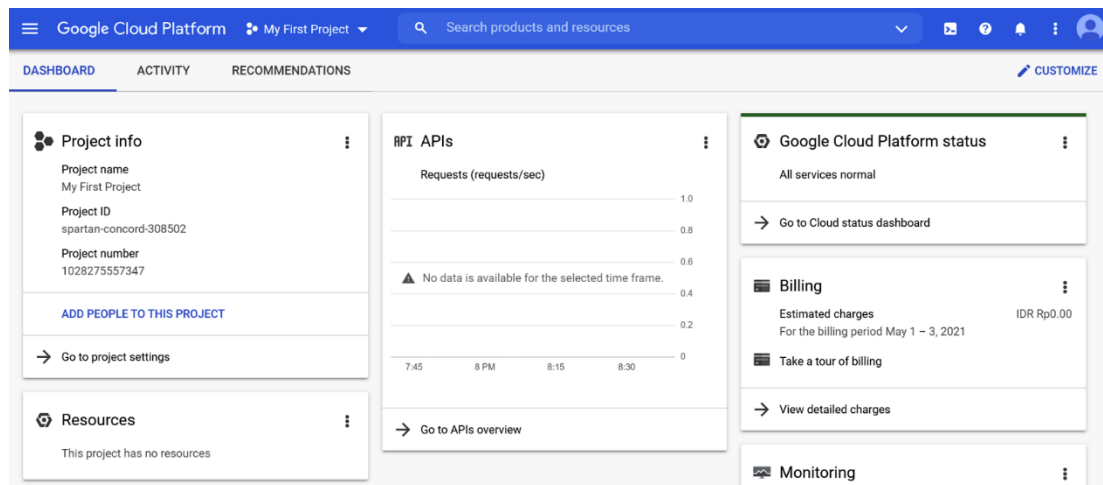 Google Cloud Platform
My First Project
Search products and resources
DASHBOARD
ACTIVITY
RECOMMENDATIONS
CUSTOMIZE
Project info
Project name
My First Project
Project ID
spartan-concord-308502
Project number
1028275557347
ADD PEOPLE TO THIS PROJECT
Go to project settings
Resources
This project has no resources
API APIs
Requests (requests/sec)
1.0
0.8
0.6
No data is available for the selected time frame.
0.4
0.2
0
7:45
8 PM
8:15
8:30
Go to APIs overview
Google Cloud Platform status
All services normal
Go to Cloud status dashboard
Billing
Estimated charges
IDR Rp0.00
For the billing period May 1 – 3, 2021
Take a tour of billing
View detailed charges
Monitoring